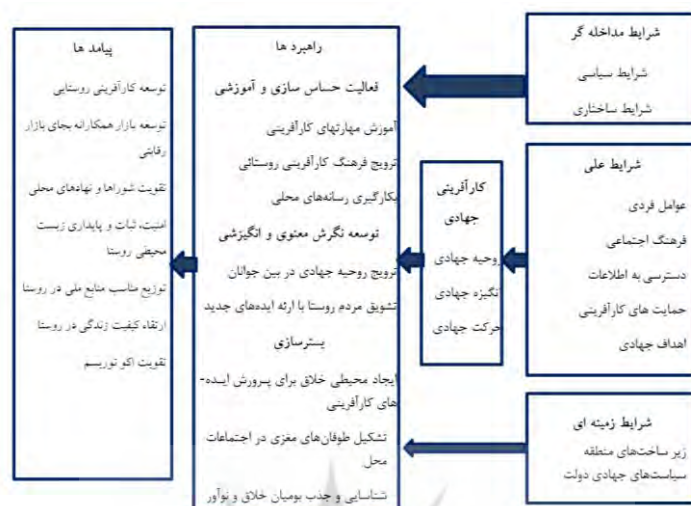 شرایط مداخله گر
شرایط سیاسی
شرایط ساختاری
شرایط علی
عوامل فردی
فرهنگ اجتماعی
دسترسی به اطلاعات
حمایت های کارآفرینی
اهداف جهادی
شرایط زمینه ای
زیر ساخت‌های منطقه
سیاست‌های جهادی دولت
کارآفرینی
جهادی
روحیه جهادی
نگیزه جهادی
حرکت جهادی
راهبرد ها
فعالیت حساس سازی و آموزشی
آموزش مهارتهای کارآفرینی
ترویج فرهنگ کارآفرینی روستائی
بکارگیری رسانه‌های محلی
توسعه نگرش معنوی و انگیزشی
ترویج روحیه جهادی در بین جوانان
تشویق مردم روستا با ارئه ایده‌های جدید
بسترسازی
ایجاد محیطی خلاق برای پرورش ایده-
های کارآفرینی
تشکیل طوفان‌های مغزی در اجتماعات
محل
شناسایی و جذب بومیان خلاق و نوآور
پیامد ها
توسعه کارآفرینی روستایی
توسعه بازار همکارانه بجای بازار
رقابتی
تقویت شوراها و نهادهای محلی
امنیت، ثبات و پایداری زیست
محیطی روستا
توزیع مناسب منابع ملی در روستا
ارتقاء کیفیت زندگی در روستا
تقویت اکو توریسم